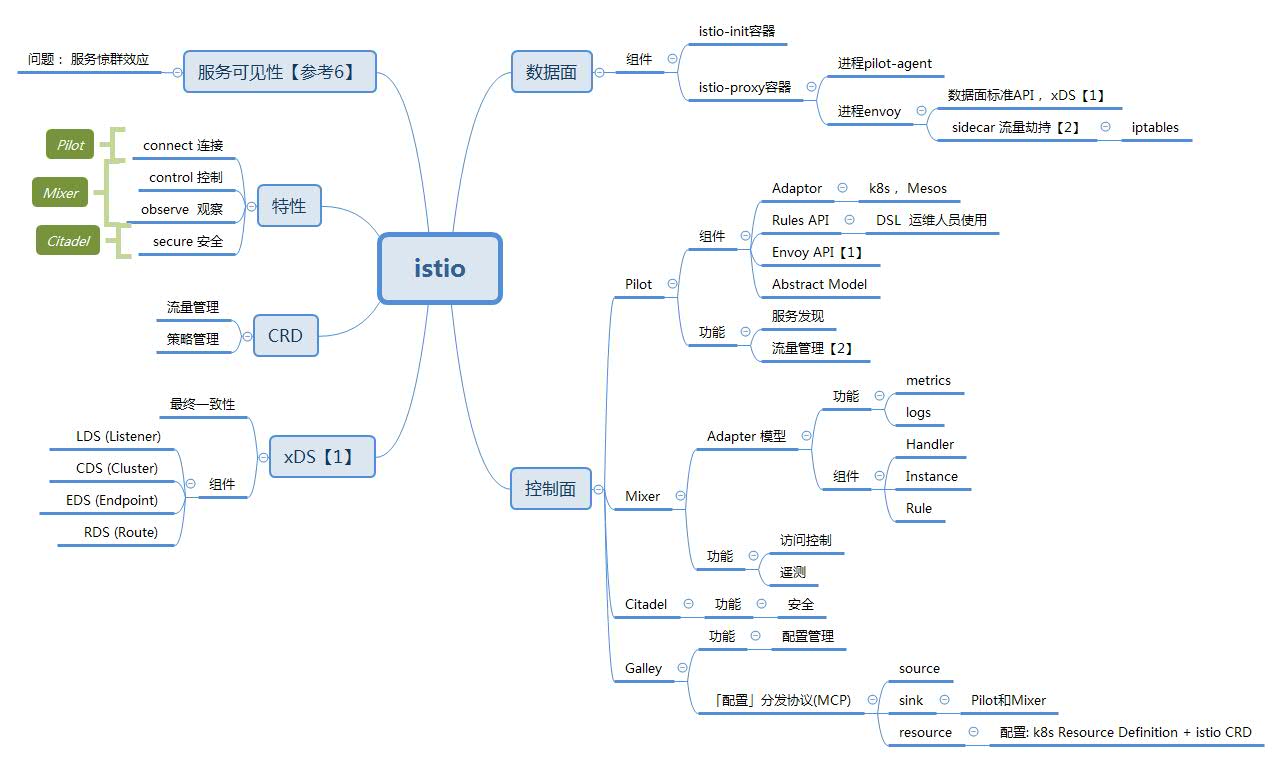 istio
问题： 服务惊群效应
服务可见性【参考6】
Pilot
Mixer
Citadel
connect 连接
control 控制
observe 观察
secure 安全
特性
流量管理
策略管理
CRD
最终一致性
LDS (Listener)
CDS (Cluster)
EDS (Endpoint)
RDS (Route)
组件
xDS【1】
数据面
组件
istio-init容器
istio-proxy容器
进程pilot-agent
进程envoy
数据面标准API ，xDS【1】
sidecar 流量劫持【2】
iptables
控制面
Pilot
组件
Adaptor
k8s ，Mesos
Rules API
DSL 运维人员使用
Envoy API【1】
Abstract Model
功能
服务发现
流量管理【2】
Mixer
Adapter 模型
功能
metrics
logs
组件
Handler
Instance
Rule
功能
访问控制
遥测
Citadel
功能
安全
Galley
功能
配置管理
「配置」分发协议(MCP)
source
sink
Pilot和Mixer
resource
配置: k8s Resource Definition + istio CRD